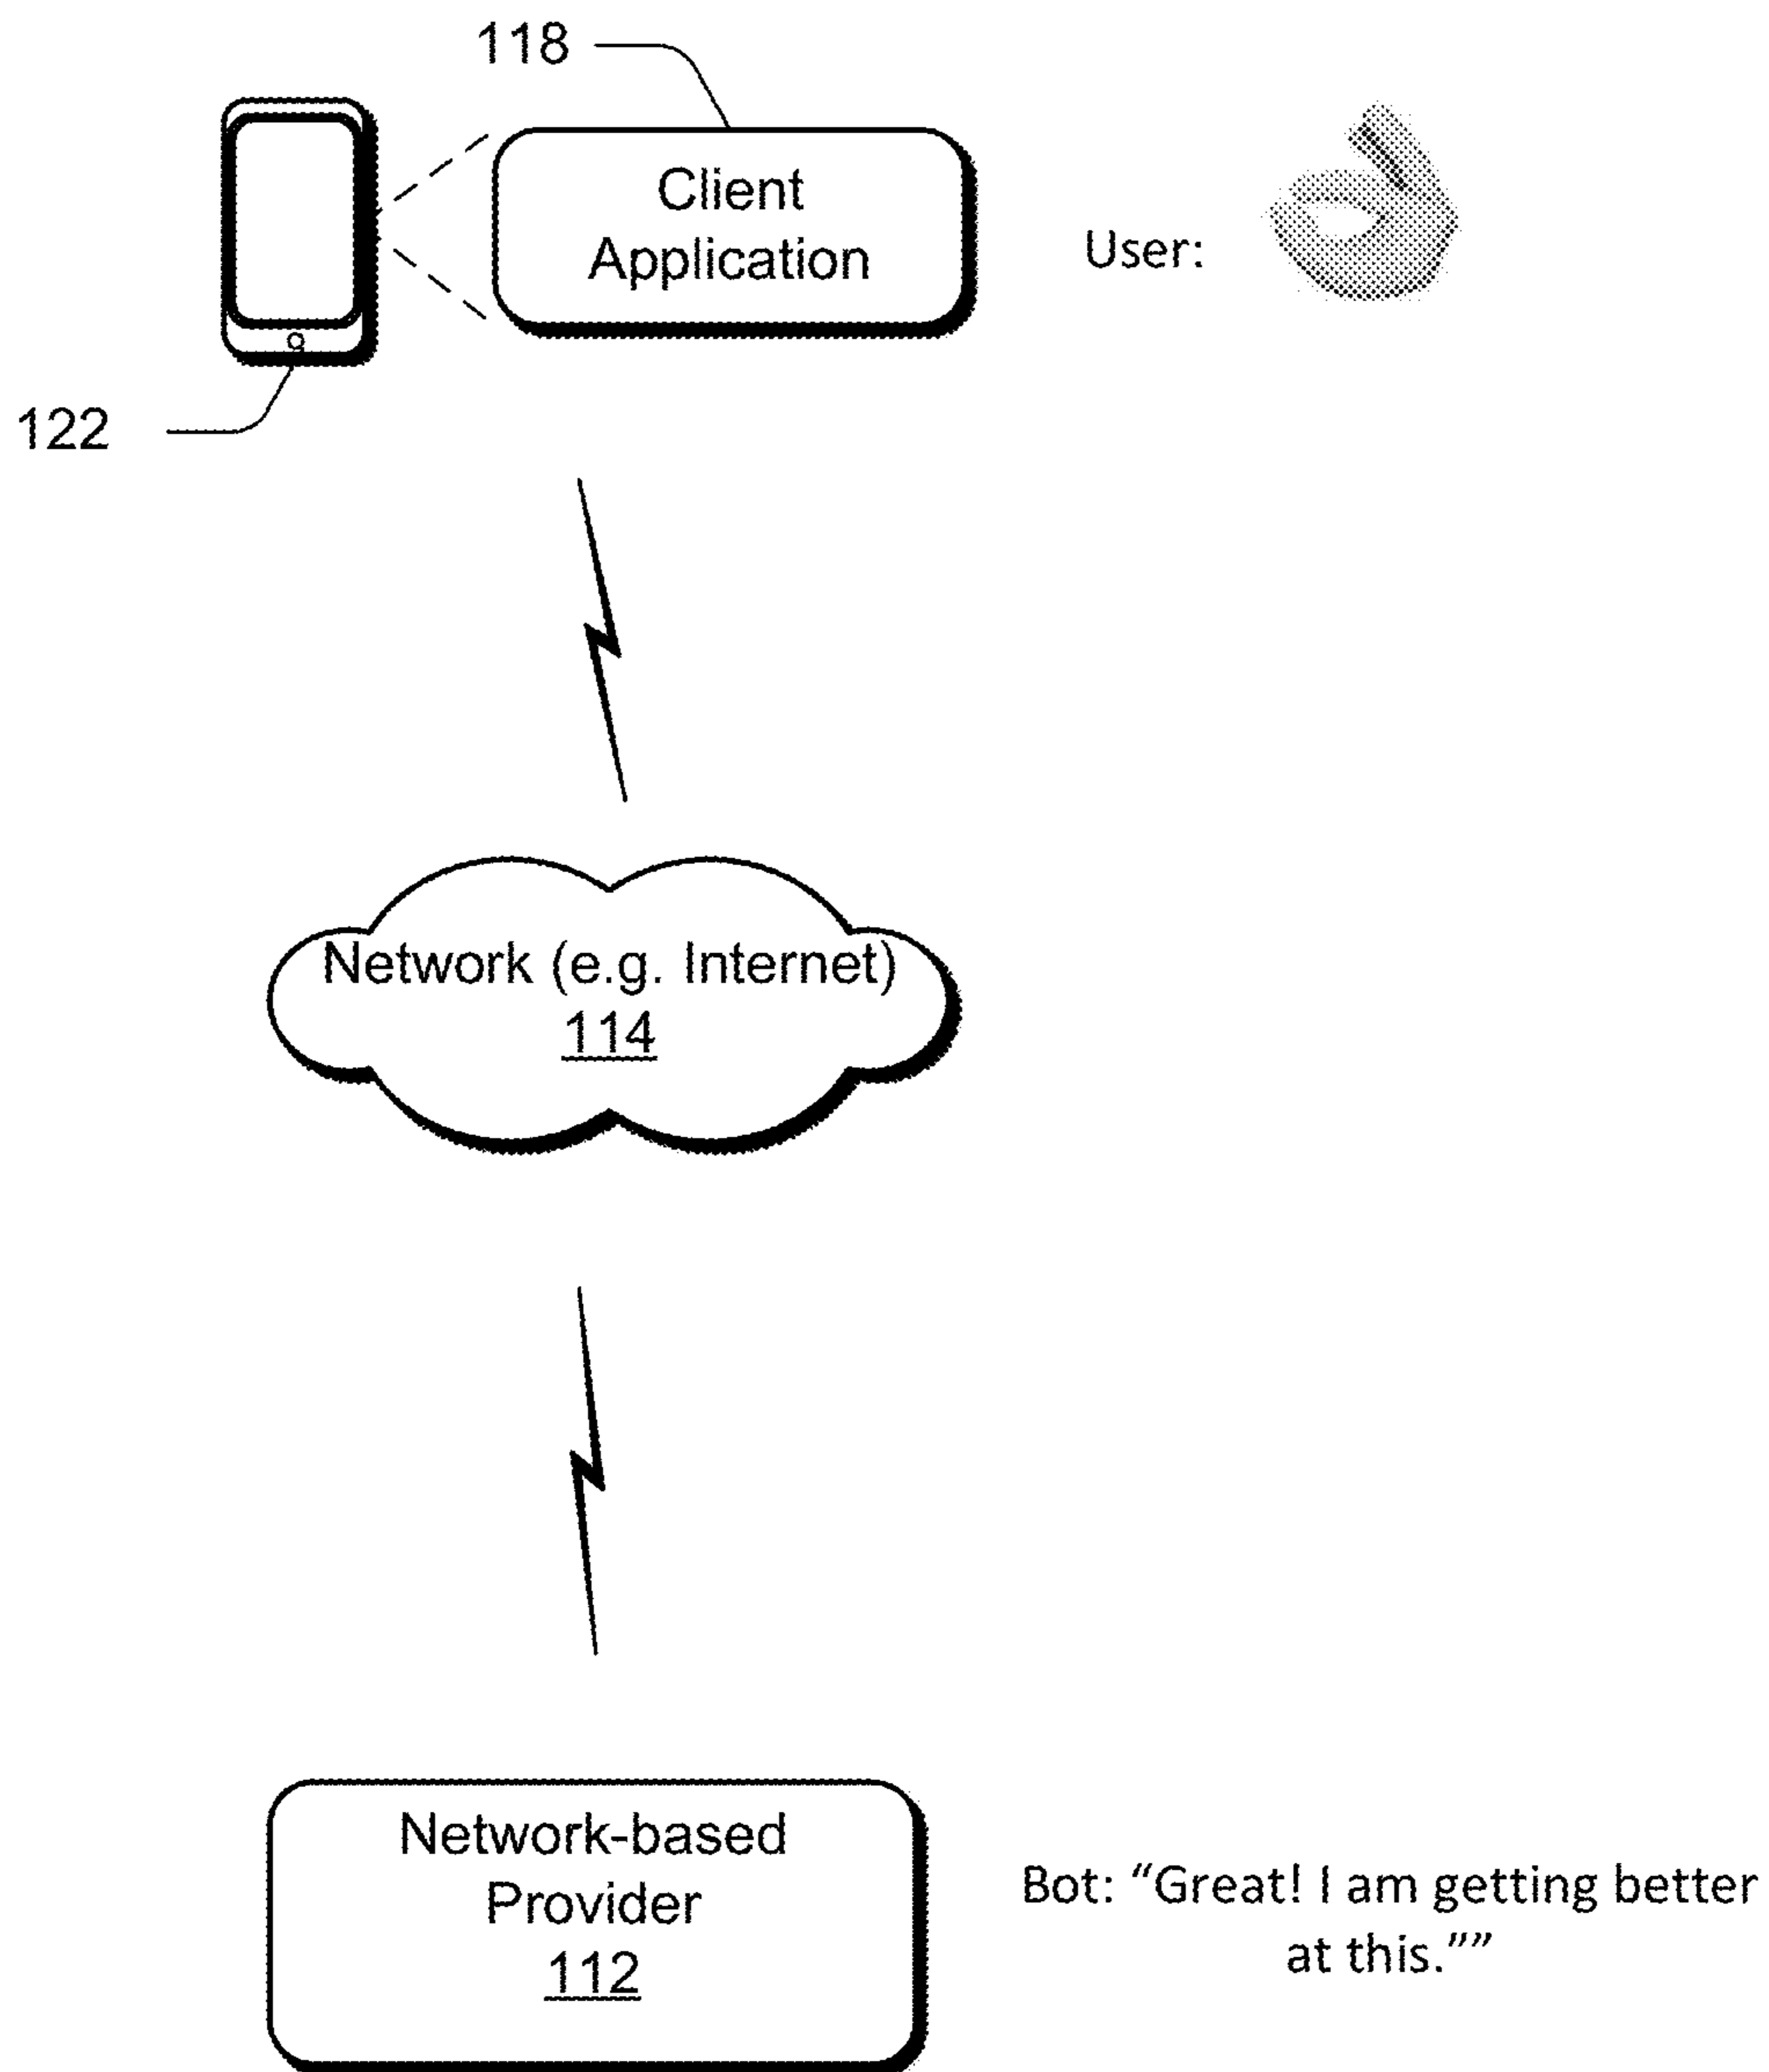 118
Client
Application
User:
122
Network (e.g. Internet)
114
Network-based
Provider
112
Bot: “Great! I am getting better
at this.””